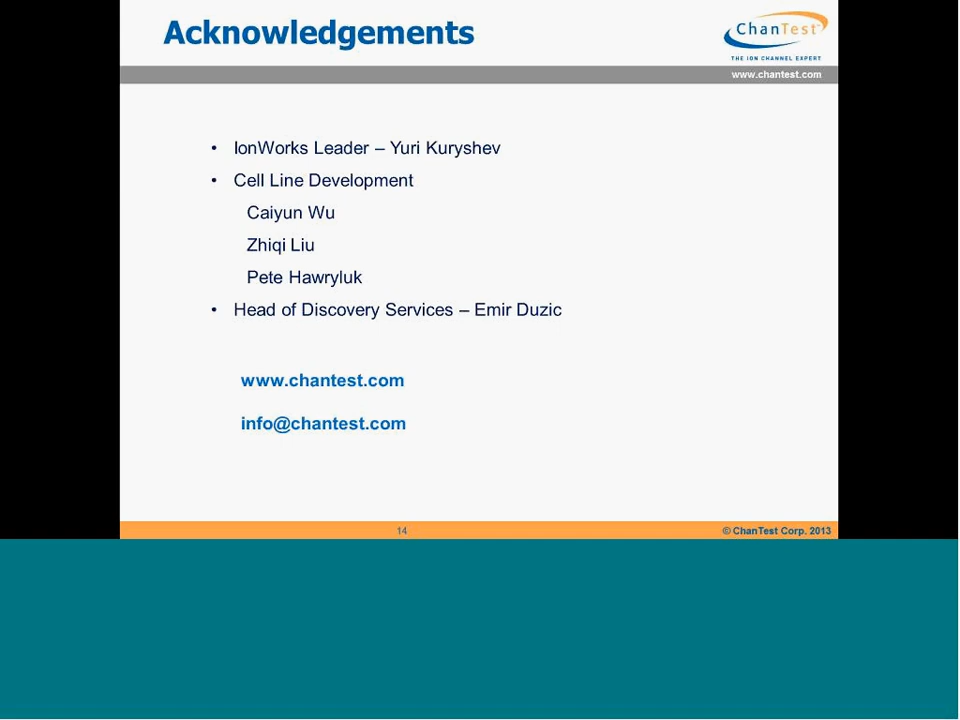 Acknowledgements
ChanTest
THE ION CHANNEL EXPERT
www.chantest.com
• IonWorks Leader – Yuri Kuryshev
• Cell Line Development
Caiyun Wu
Zhiqi Liu
Pete Hawryluk
• Head of Discovery Services – Emir Duzic
www.chantest.com
info@chantest.com
14
© ChanTest Corp. 2013